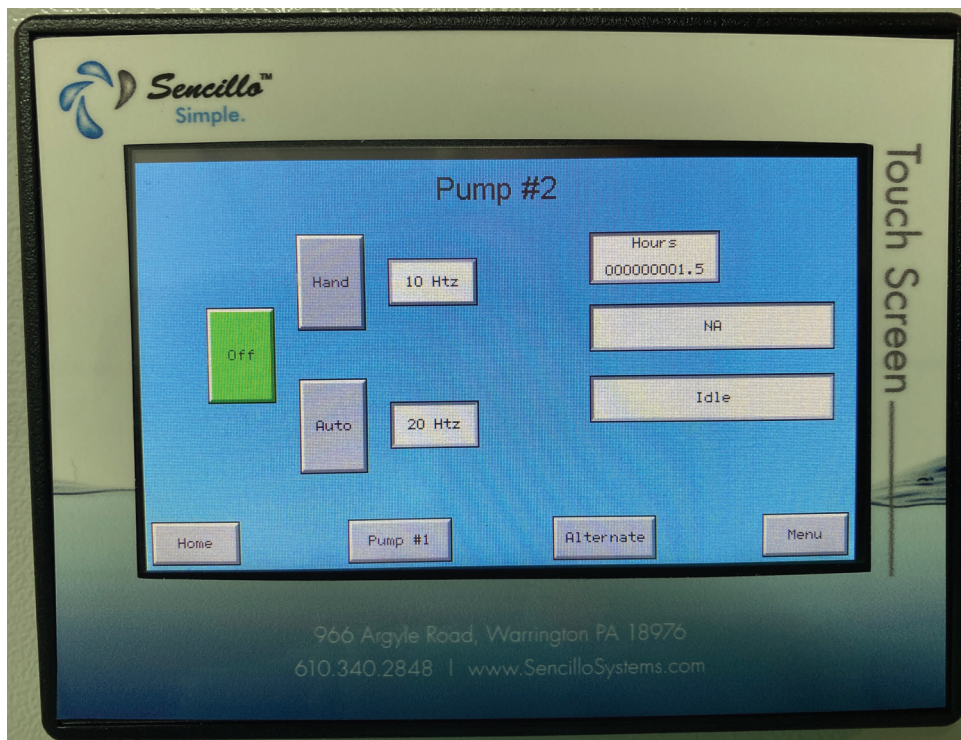 Sencillo™
Simple.
Touch Screen
Pump #2
Hand
10 Htz
Off
Auto
20 Htz
Hours
000000001.5
NA
Idle
Home
Pump #1
Alternate
Menu
966 Argyle Road, Warrington PA 18976
610.340.2848 | www.SencilloSystems.com